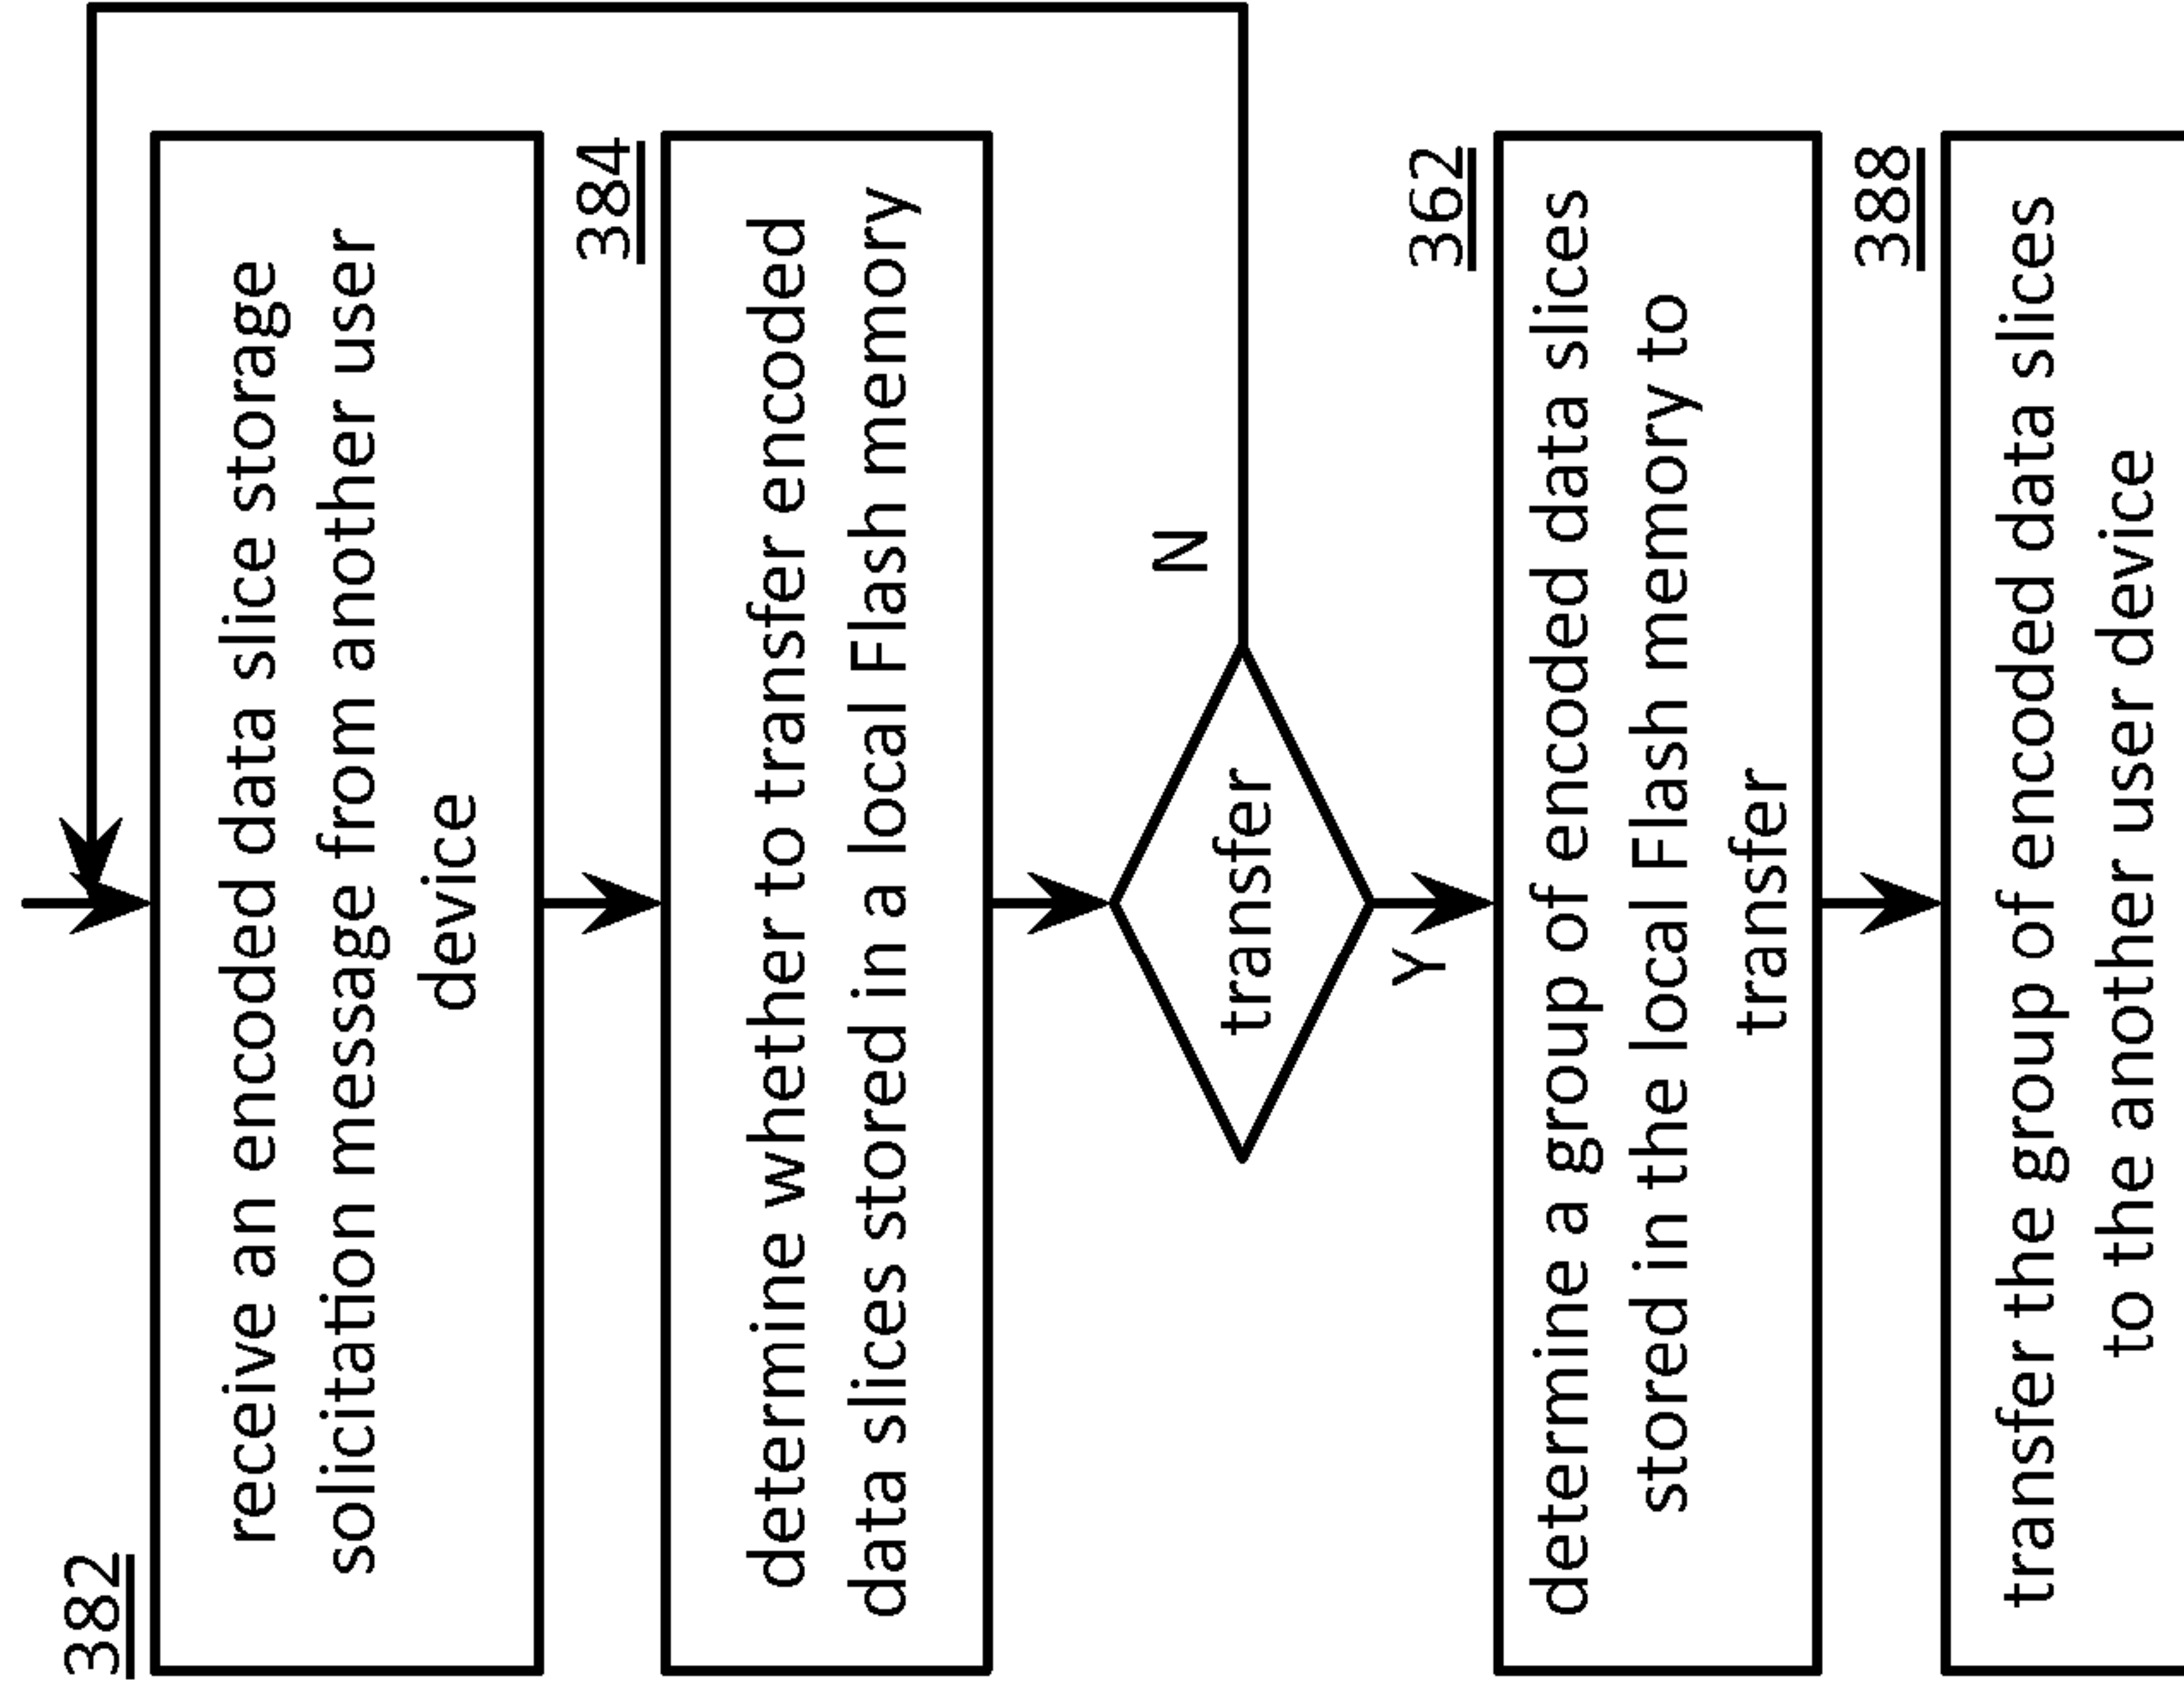 382
receive an encoded data slice storage
solicitation message from another user
device
384
determine whether to transfer encoded
data slices stored in a local Flash memory
transfer
N
Y
362
determine a group of encoded data slices
stored in the local Flash memory to
transfer
388
transfer the group of encoded data slices
to the another user device